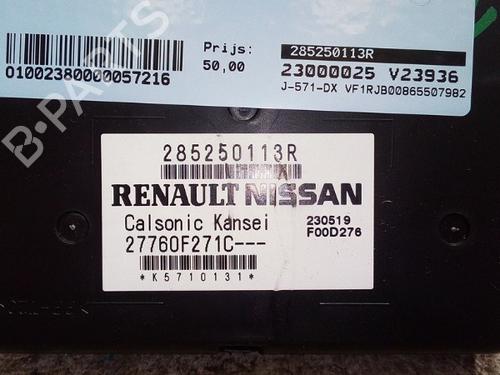 01002380000057216
Prijs:
50,00
285250113R
23000025 V23936
J-571-DX VF1RJB00865507982
B-PARTS
285250113R
RENAULT NISSAN
Calsonic Kansei
27760F271C---
230519
F00D276
*K5710131*